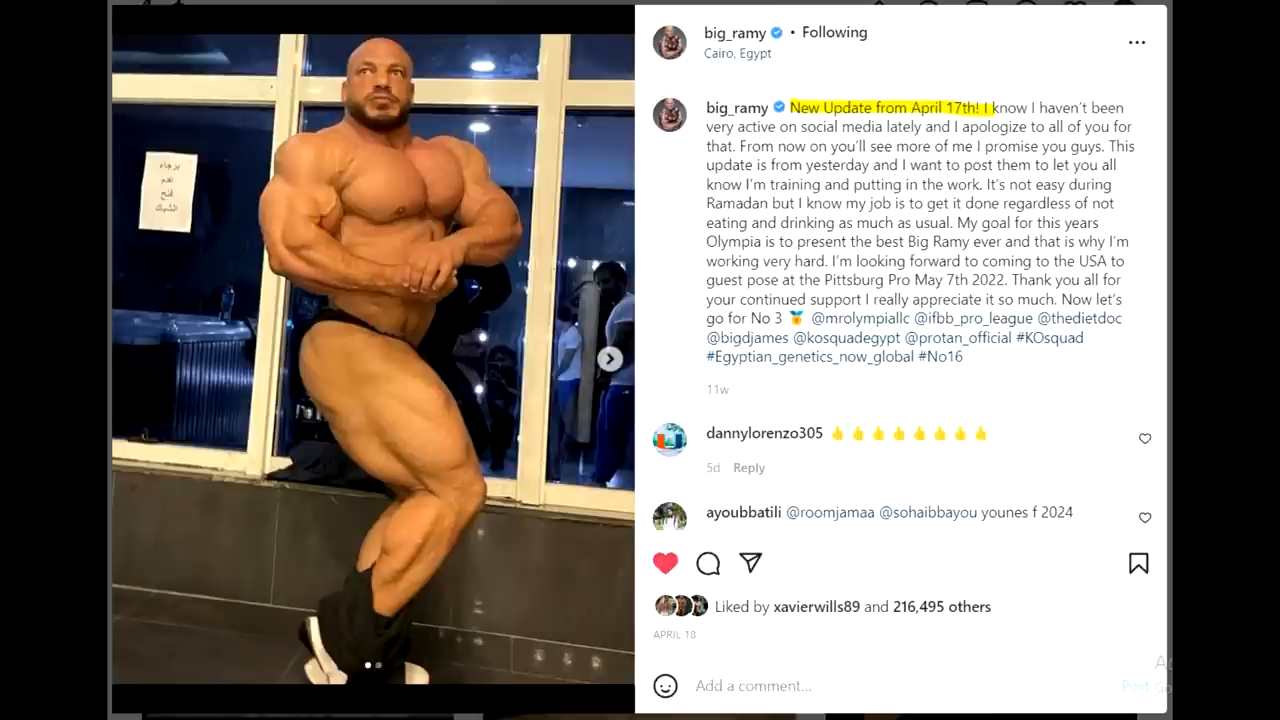 big_ramy • Following
Cairo, Egypt
برجاء
عدم
فتح
الشباك
big_ramy New Update from April 17th! I know I haven't been
very active on social media lately and I apologize to all of you for
that. From now on you'll see more of me I promise you guys. This
update is from yesterday and I want to post them to let you all
know I'm training and putting in the work. It's not easy during
Ramadan but I know my job is to get it done regardless of not
eating and drinking as much as usual. My goal for this years
Olympia is to present the best Big Ramy ever and that is why I'm
working very hard. I'm looking forward to coming to the USA to
guest pose at the Pittsburg Pro May 7th 2022. Thank you all for
your continued support I really appreciate it so much. Now let's
go for No 3 🥇 @mrolympiallc @ifbb_pro_league @thedietdoc
@bigdjames @kosquadegypt @protan_official #KOsquad
#Egyptian_genetics_now_global #No16
11w
dannylorenzo305 👍👍👍👍👍👍👍👍
5d Reply
ayoubbatili @roomjamaa @sohaibbayou younes f 2024
Liked by xavierwills89 and 216,495 others
APRIL 18
Add a comment...
Post